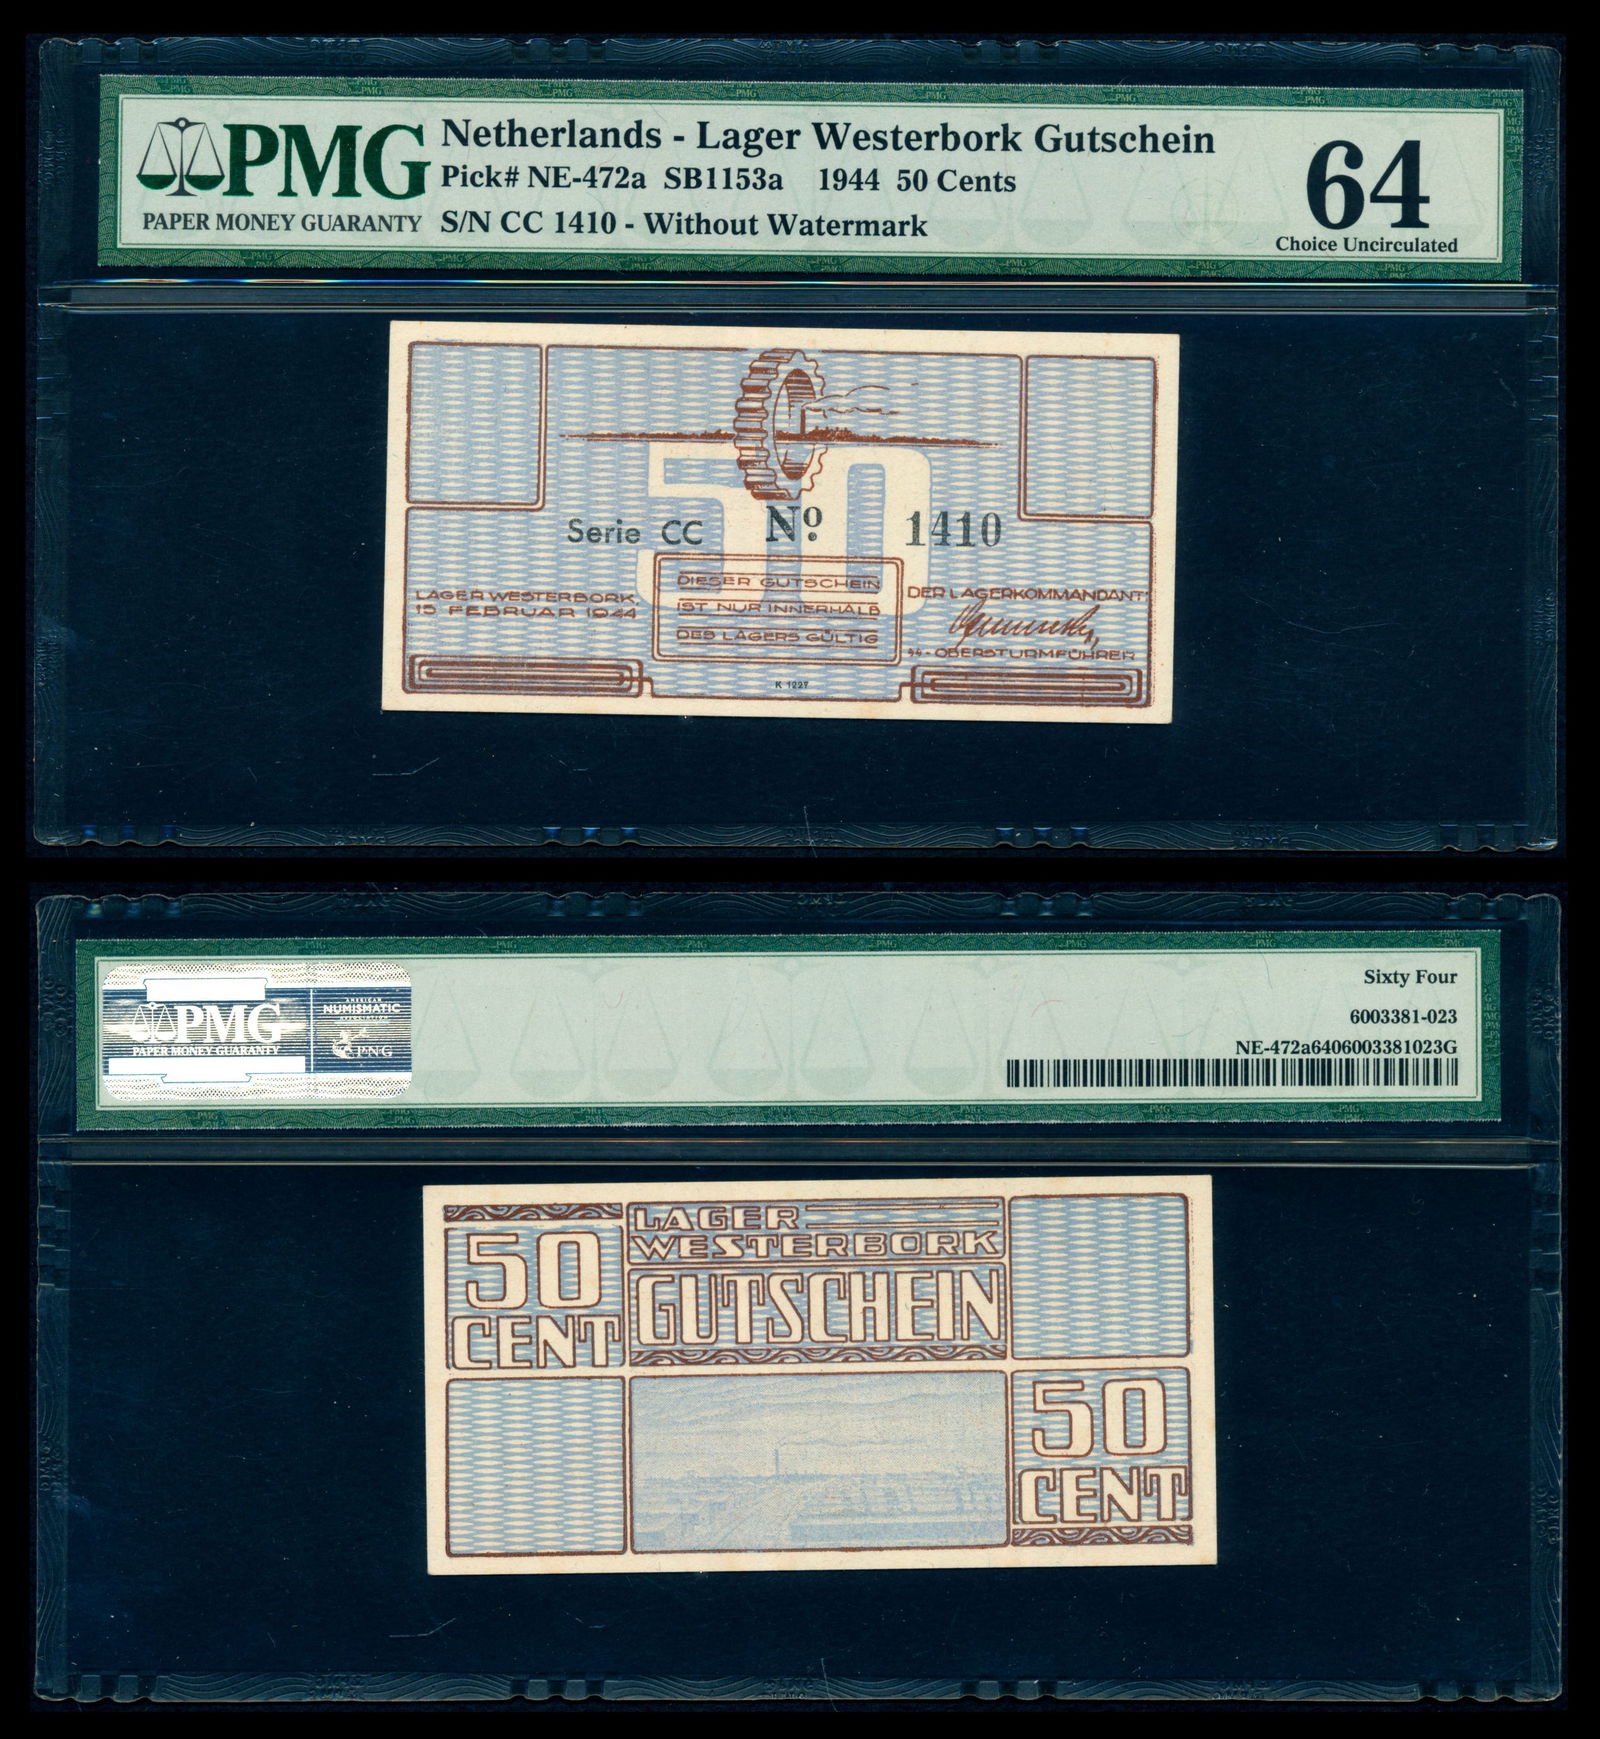 PMG
PAPER MONEY GUARANTY
Netherlands - Lager Westerbork Gutschein
Pick# NE-472a SB1153a 1944 50 Cents
S/N CC 1410 - Without Watermark
64
Choice Uncirculated
50
Serie CC Nº 1410
LAGER WESTERBORK,
15 FEBRUAR 1944
DIESER GUTSCHEIN
IST NUR INNERHALB
DES LAGERS GÜLTIG
DER LAGERKOMMANDANT:
SS-OBERSTURMFÜHRER
K 1227
PMG
PAPER MONEY GUARANTY
AMERICAN
NUMISMATIC
ASSOCIATION
PNG
Sixty Four
6003381-023
NE-472a6406003381023G
50
CENT
LAGER
WESTERBORK
GUTSCHEIN
50
CENT